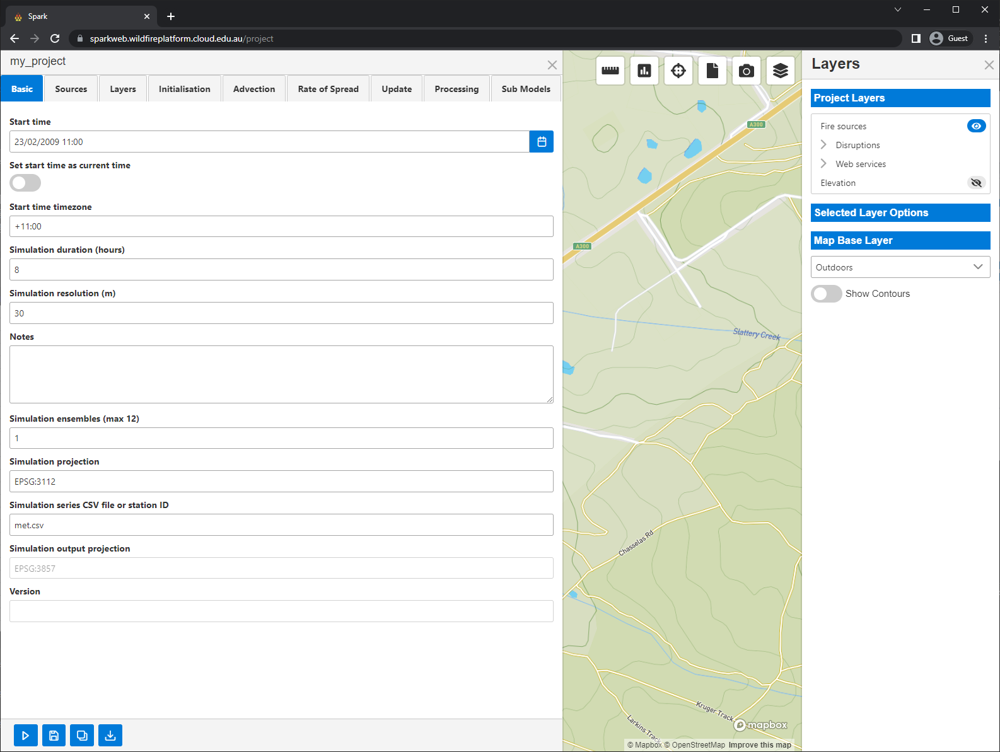 Spark
sparkweb.wildfireplatform.cloud.edu.au/project
Guest
my_project
Basic
Sources
Layers
Initialisation
Advection
Rate of Spread
Update
Processing
Sub Models
Start time
23/02/2009 11:00
Set start time as current time
Start time timezone
+11:00
Simulation duration (hours)
8
Simulation resolution (m)
30
Notes
Simulation ensembles (max 12)
1
Simulation projection
EPSG:3112
Simulation series CSV file or station ID
met.csv
Simulation output projection
EPSG:3857
Version
A300
A300
Slattery Creek
Chasselas Rd
Kruger Track
Larkins Track
mapbox
© Mapbox © OpenStreetMap Improve this map
Layers
Project Layers
Fire sources
Disruptions
Web services
Elevation
Selected Layer Options
Map Base Layer
Outdoors
Show Contours